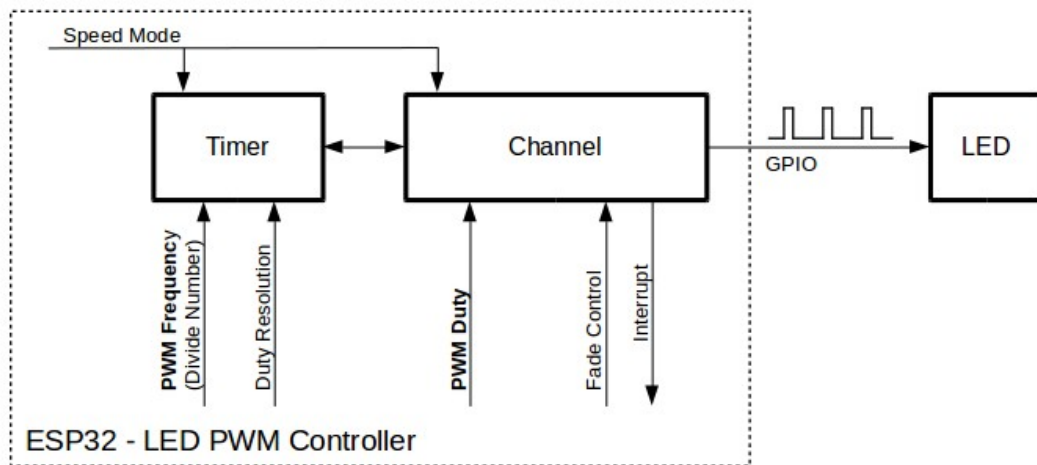 Speed Mode
Timer
Channel
GPIO
LED
PWM Frequency
(Divide Number)
Duty Resolution
PWM Duty
Fade Control
Interrupt
ESP32 - LED PWM Controller